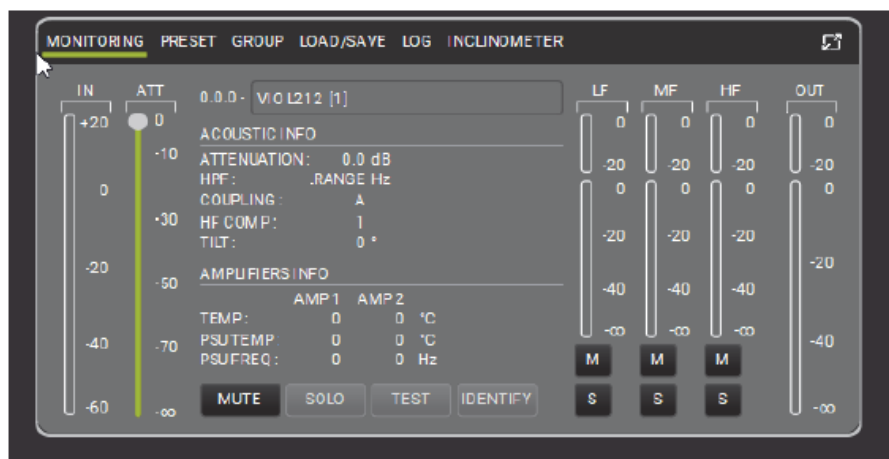 MONITORING PRESET GROUP LOAD/SAVE LOG INCLINOMETER
IN
+20
0
-20
-40
-60
ATT
0
-10
-30
-50
-70
-∞
0.0.0- VIO L212 [1]
ACOUSTIC INFO
ATTENUATION: 0.0 dB
HPF: .RANGE Hz
COUPLING: A
HF COMP: 1
TILT: 0 °
AMPLIFIERS INFO
AMP 1 AMP 2
TEMP: 0 0 °C
PSU TEMP 0 0 °C
PSU FREQ: 0 0 Hz
MUTE SOLO TEST IDENTIFY
LF
0
-20
0
-20
-40
-∞
M
S
MF
0
-20
0
-20
-40
-∞
M
S
HF
0
-20
0
-20
-40
-∞
M
S
OUT
0
-20
0
-20
-40
-∞